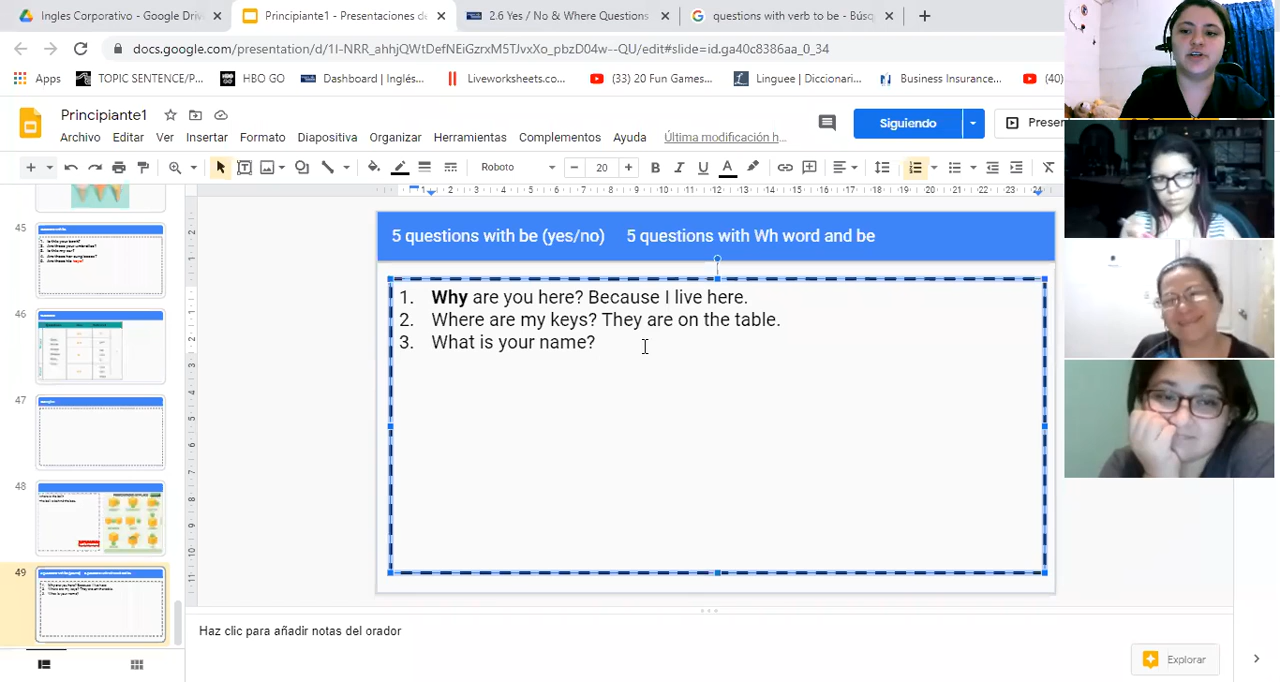 Ingles Corporativo - Google Driv
Principiante1 - Presentaciones de
2.6 Yes / No & Where Questions
questions with verb to be - Búsq
docs.google.com/presentation/d/1I-NRR_ahhjQWtDefNEiGzrxM5TJvxXo_pbzD04w--QU/edit#slide=id.ga40c8386aa_0_34
Apps
TOPIC SENTENCE/P...
HBO GO
Dashboard | Inglés...
Liveworksheets.co...
(33) 20 Fun Games...
Linguee | Diccionari...
Business Insurance...
(40)
Principiante1
Archivo Editar Ver Insertar Formato Diapositiva Organizar Herramientas Complementos Ayuda Última modificación h...
Siguiendo
Presen
Roboto
20
45
46
47
48
49
5 questions with be (yes/no) 5 questions with Wh word and be
1. Why are you here? Because I live here.
2. Where are my keys? They are on the table.
3. What is your name?
Haz clic para añadir notas del orador
Explorar